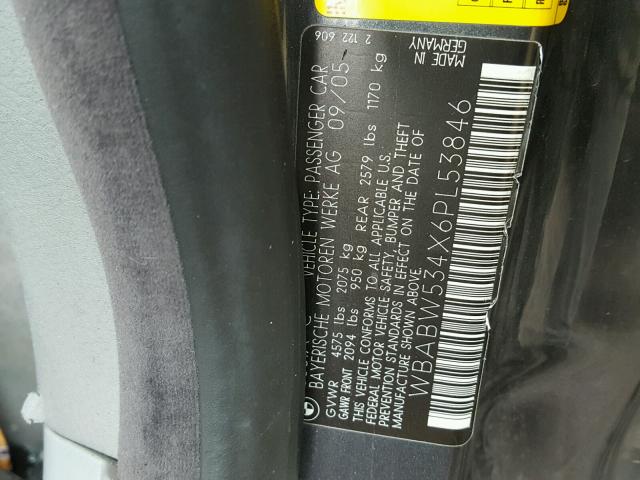 VEHICLE TYPE: PASSENGER CAR
BAYERISCHE MOTOREN WERKE AG 09/05
GVWR 4575 lbs 2075 kg
GAWR FRONT 2094 lbs 950 kg REAR 2579 lbs 1170 kg
THIS VEHICLE CONFORMS TO ALL APPLICABLE U.S.
FEDERAL MOTOR VEHICLE SAFETY, BUMPER AND THEFT
PREVENTION STANDARDS IN EFFECT ON THE DATE OF
MANUFACTURE SHOWN ABOVE.
WBABW534X6PL53846
2 122 606
MADE IN
GERMANY